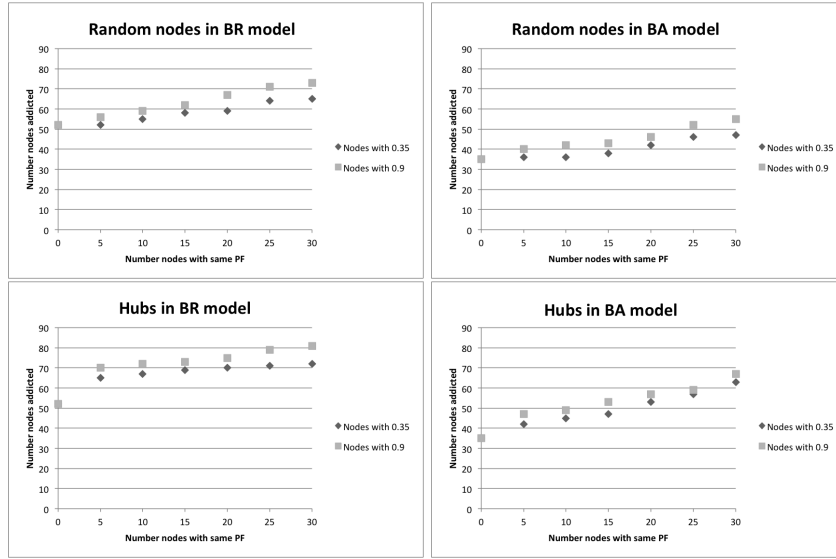 Random nodes in BR model
90
80
70
60
50
40
30
20
10
0
Number nodes addicted
0 5 10 15 20 25 30
Number nodes with same PF
Nodes with 0.35
Nodes with 0.9
Random nodes in BA model
90
80
70
60
50
40
30
20
10
0
Number nodes addicted
0 5 10 15 20 25 30
Number nodes with same PF
Nodes with 0.35
Nodes with 0.9
Hubs in BR model
90
80
70
60
50
40
30
20
10
0
Number nodes addicted
0 5 10 15 20 25 30
Number nodes with same PF
Nodes with 0.35
Nodes with 0.9
Hubs in BA model
90
80
70
60
50
40
30
20
10
0
Number nodes addicted
0 5 10 15 20 25 30
Number nodes with same PF
Nodes with 0.35
Nodes with 0.9